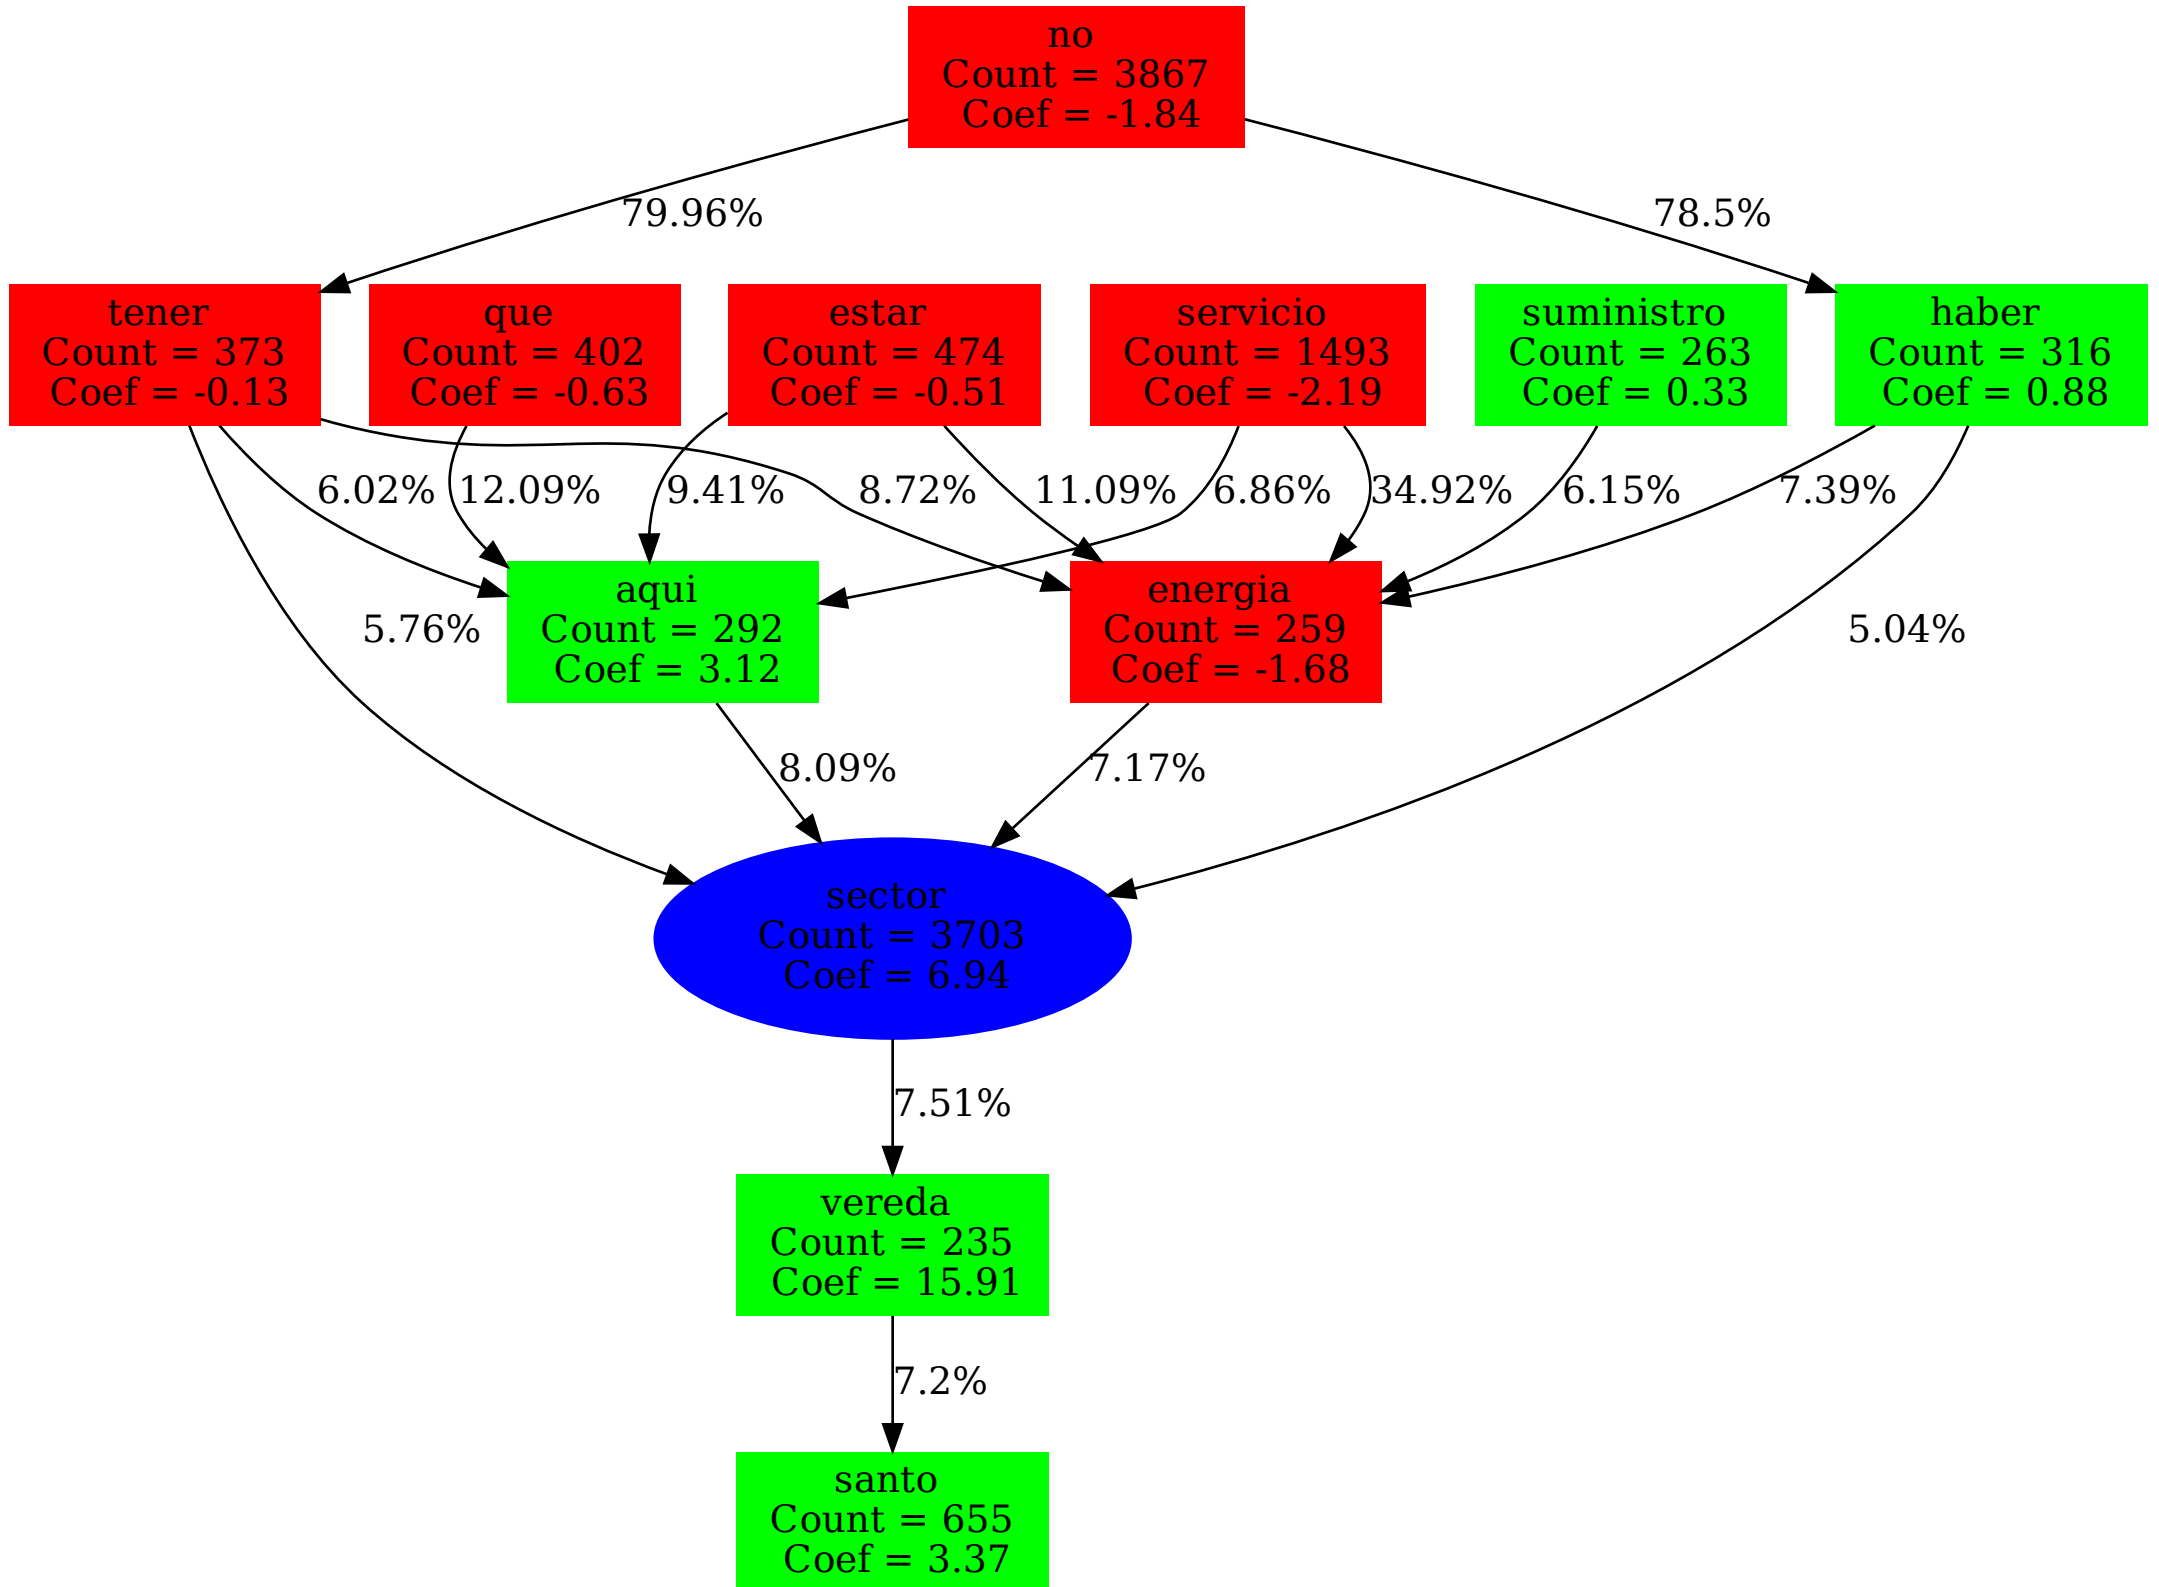 no
Count = 3867
Coef = -1.84
79.96%
78.5%
tener
Count = 373
Coef = -0.13
que
Count = 402
Coef = -0.63
estar
Count = 474
Coef = -0.51
servicio
Count = 1493
Coef = -2.19
suministro
Count = 263
Coef = 0.33
haber
Count = 316
Coef = 0.88
6.02%
12.09%
9.41%
8.72%
11.09%
6.86%
34.92%
6.15%
7.39%
aqui
Count = 292
Coef = 3.12
energia
Count = 259
Coef = -1.68
5.76%
5.04%
8.09%
7.17%
sector
Count = 3703
Coef = 6.94
7.51%
vereda
Count = 235
Coef = 15.91
7.2%
santo
Count = 655
Coef = 3.37